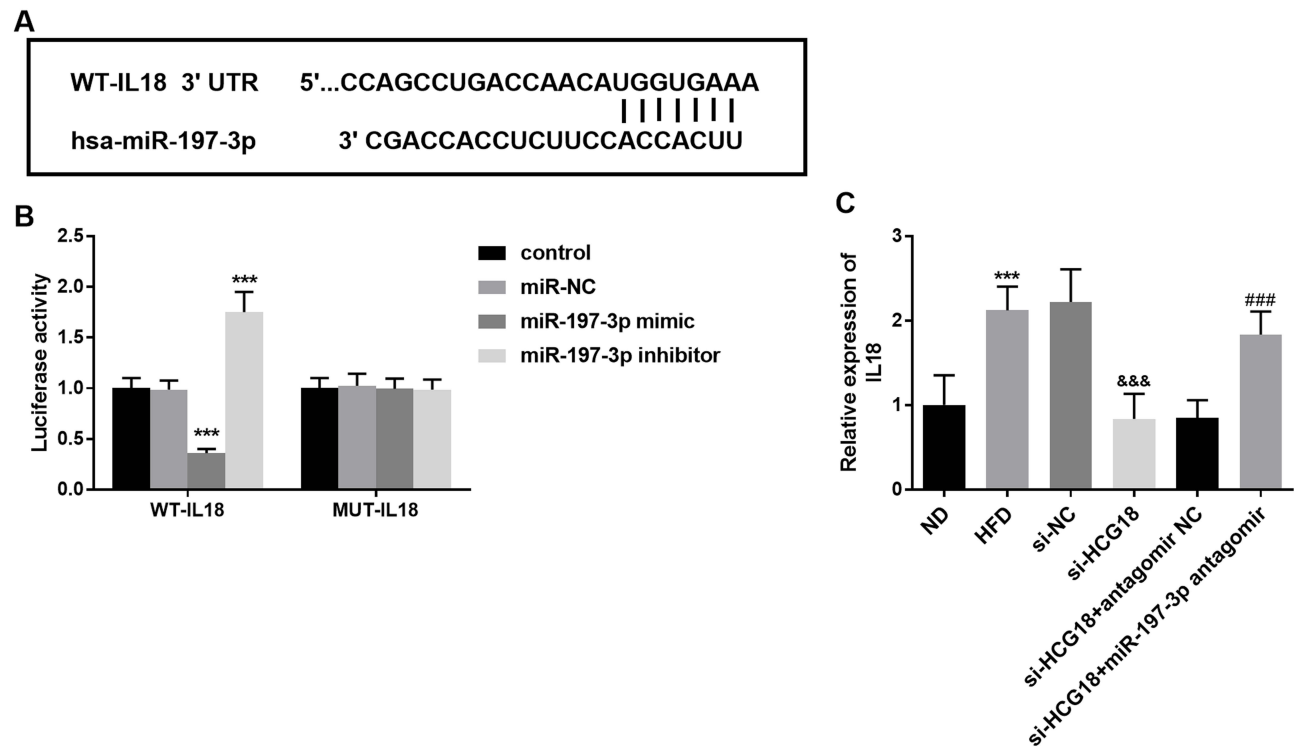 A
WT-IL18 3' UTR 5'...CCAGCCUGACCAACAUGGUGAAA
hsa-miR-197-3p 3' CGACCACCUCUUCCACCACUU
B
Luciferase activity
2.5
2.0
1.5
1.0
0.5
0.0
***
***
WT-IL18
MUT-IL18
control
miR-NC
miR-197-3p mimic
miR-197-3p inhibitor
C
Relative expression of
IL18
3
2
1
0
***
&&&
###
ND
HFD
si-NC
si-HCG18
si-HCG18+antagomir NC
si-HCG18+miR-197-3p antagomir